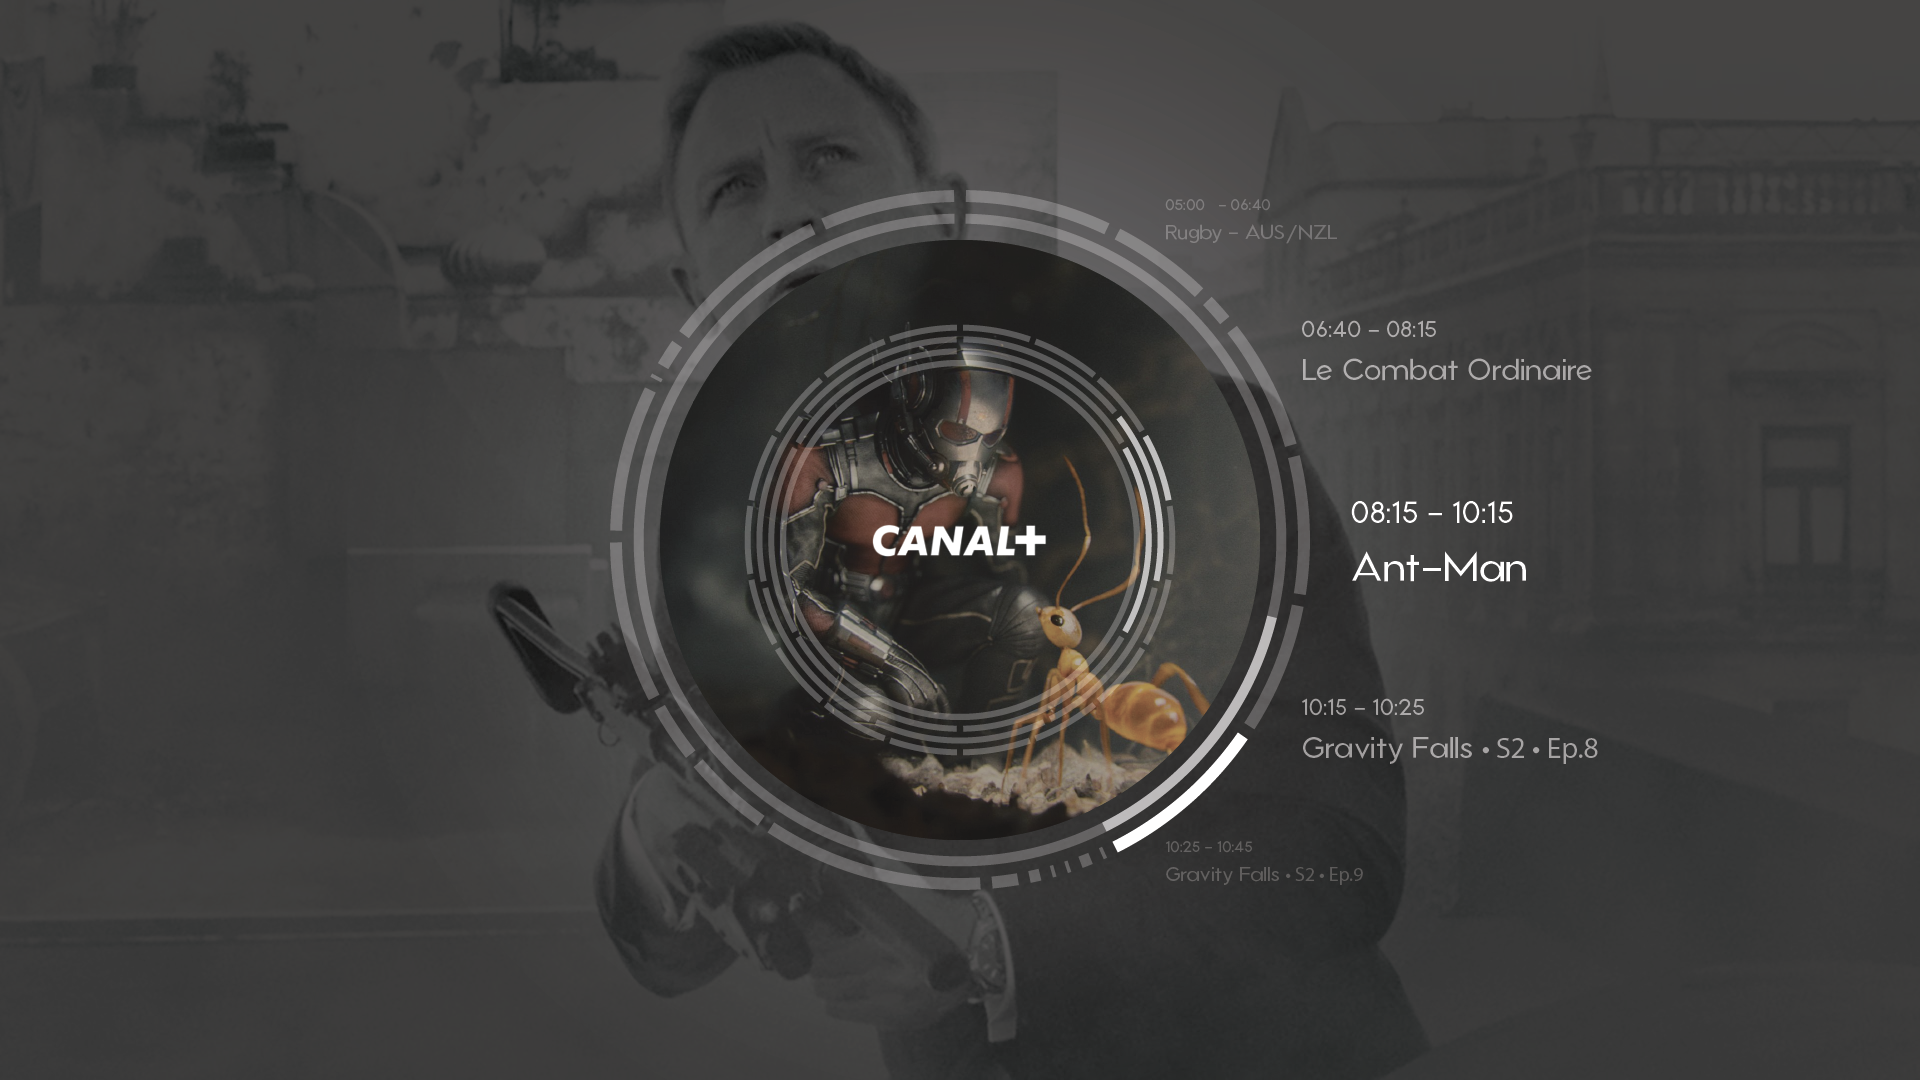 05:00 – 06:40
Rugby – AUS/NZL
06:40 – 08:15
Le Combat Ordinaire
CANAL+
08:15 – 10:15
Ant-Man
10:15 – 10:25
Gravity Falls • S2 • Ep.8
10:25 – 10:45
Gravity Falls • S2 • Ep.9